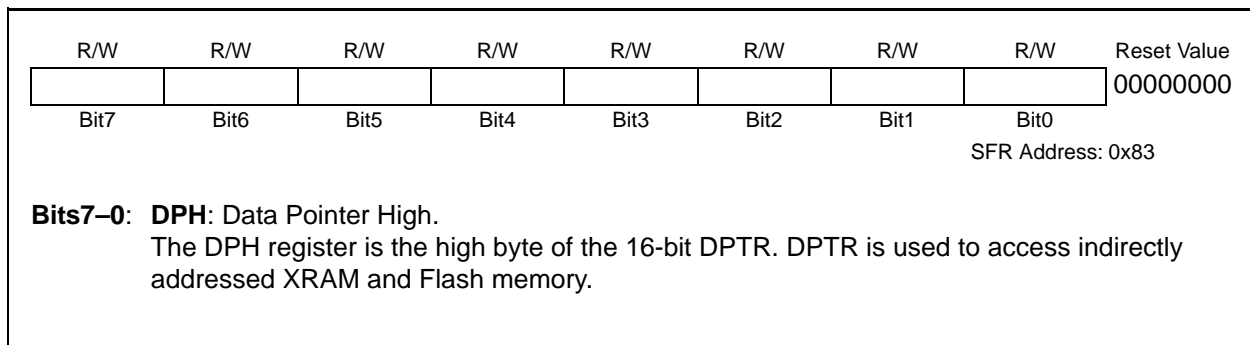 R/W R/W R/W R/W R/W R/W R/W R/W Reset Value
00000000
Bit7 Bit6 Bit5 Bit4 Bit3 Bit2 Bit1 Bit0
SFR Address: 0x83
Bits7–0: DPH: Data Pointer High.
The DPH register is the high byte of the 16-bit DPTR. DPTR is used to access indirectly
addressed XRAM and Flash memory.